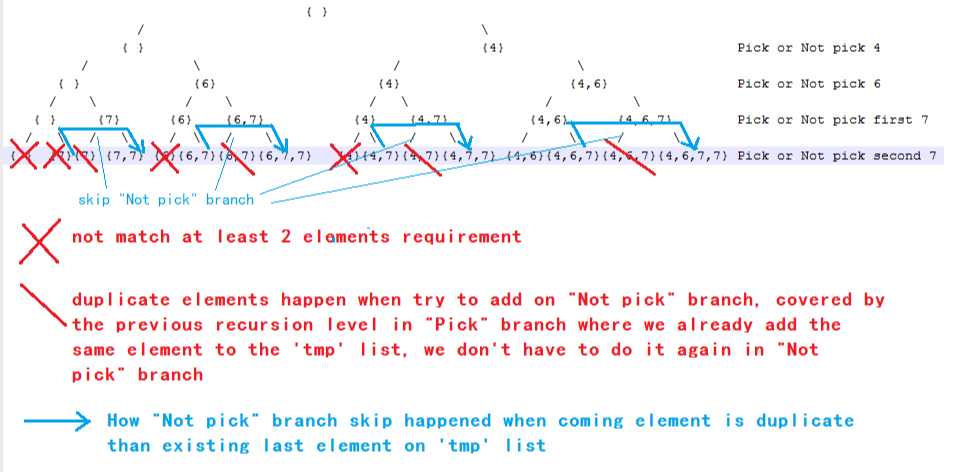 { }
/ \
{ } {4} Pick or Not pick 4
/ \ / \
{ } {6} {4} {4,6} Pick or Not pick 6
/ \ / \ / \ / \
{ } {7} {6} {6,7} {4} {4,7} {4,6} {4,6,7} Pick or Not pick first 7
{7} {7,7} {6,7} {6,7,7} {4,7} {4,7} {4,7,7} {4,6} {4,6,7} {4,6,7} {4,6,7,7} Pick or Not pick second 7
skip "Not pick" branch
not match at least 2 elements requirement
duplicate elements happen when try to add on "Not pick" branch, covered by
the previous recursion level in "Pick" branch where we already add the
same element to the 'tmp' list, we don't have to do it again in "Not
pick" branch
How "Not pick" branch skip happened when coming element is duplicate
than existing last element on 'tmp' list